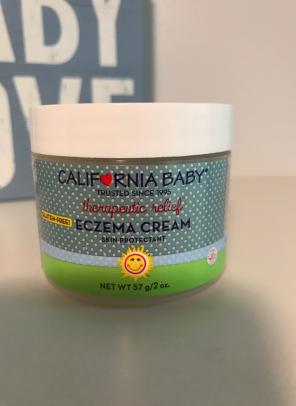 CALIFORNIA BABY®
TRUSTED SINCE 1995
therapeutic relief
GLUTEN-FREE!
ECZEMA CREAM
SKIN PROTECTANT
NET WT 57 g/2 oz.